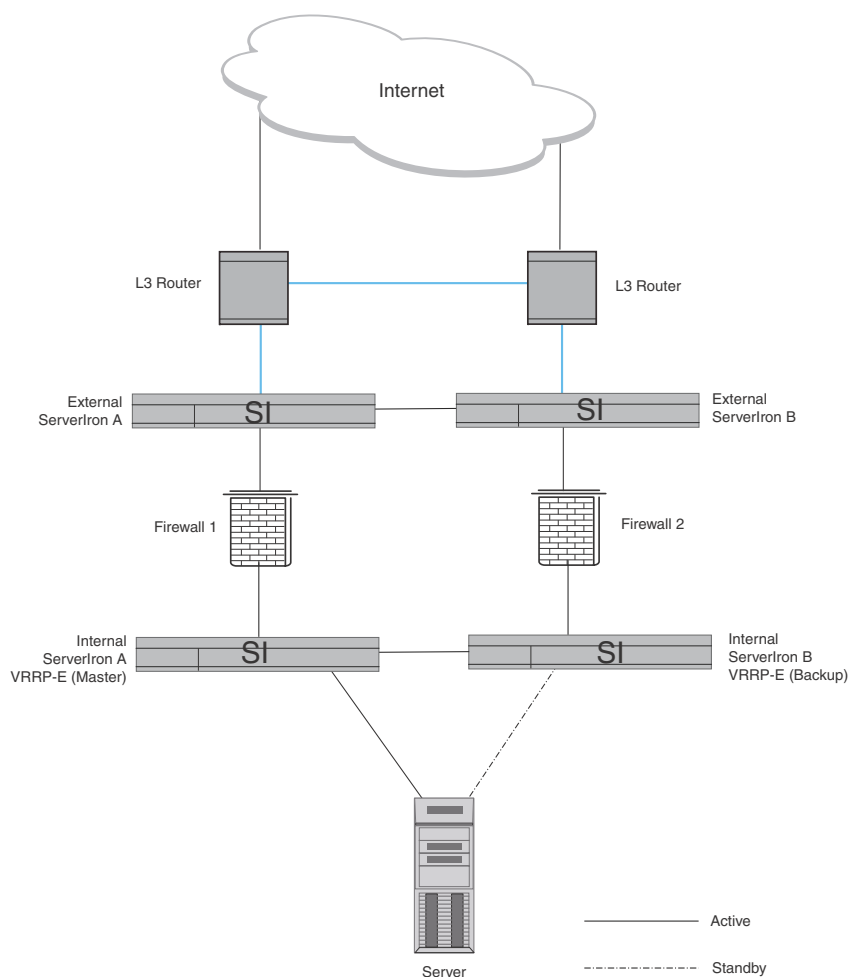 Internet
L3 Router
L3 Router
External
ServerIron A
SI
SI
External
ServerIron B
Firewall 1
Firewall 2
Internal
ServerIron A
VRRP-E (Master)
SI
SI
Internal
ServerIron B
VRRP-E (Backup)
Active
Standby
Server